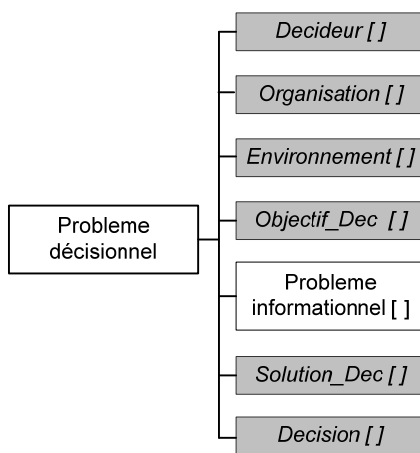 Decideur [ ]
Organisation [ ]
Environnement [ ]
Objectif_Dec [ ]
Probleme
décisionnel
Probleme
informationnel [ ]
Solution_Dec [ ]
Decision [ ]